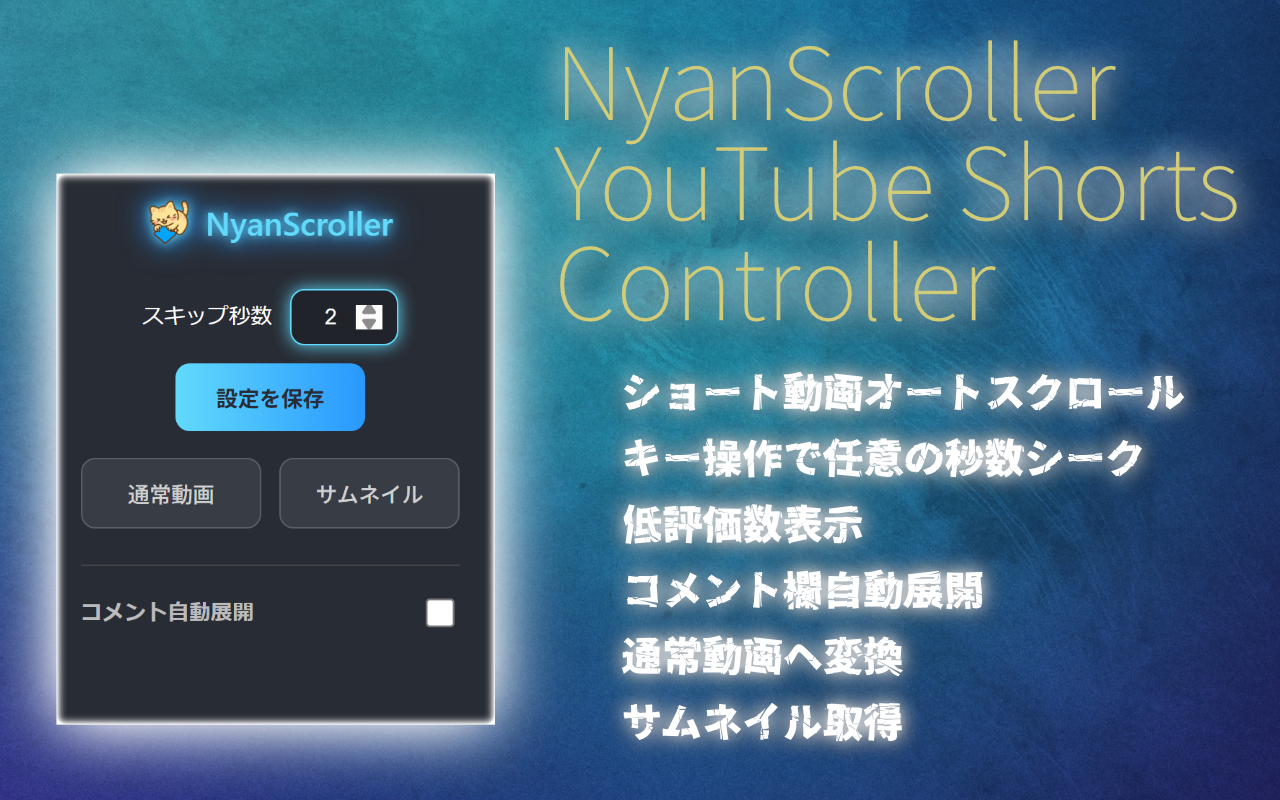 NyanScroller
YouTube Shorts
Controller
NyanScroller
スキップ秒数 2
設定を保存
通常動画 サムネイル
コメント自動展開
ショート動画オートスクロール
キー操作で任意の秒数シーク
低評価数表示
コメント欄自動展開
通常動画へ変換
サムネイル取得